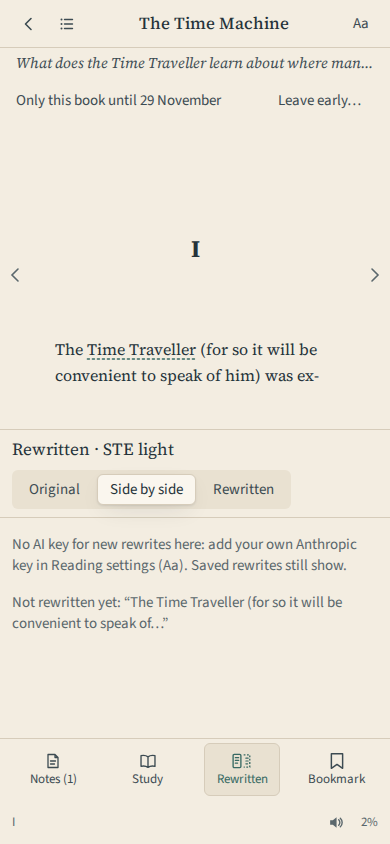 The Time Machine
Aa
What does the Time Traveller learn about where man...
Only this book until 29 November
Leave early…
I
The Time Traveller (for so it will be
convenient to speak of him) was ex-
Rewritten · STE light
Original
Side by side
Rewritten
No AI key for new rewrites here: add your own Anthropic
key in Reading settings (Aa). Saved rewrites still show.
Not rewritten yet: “The Time Traveller (for so it will be
convenient to speak of…”
Notes (1)
Study
Rewritten
Bookmark
I
2%